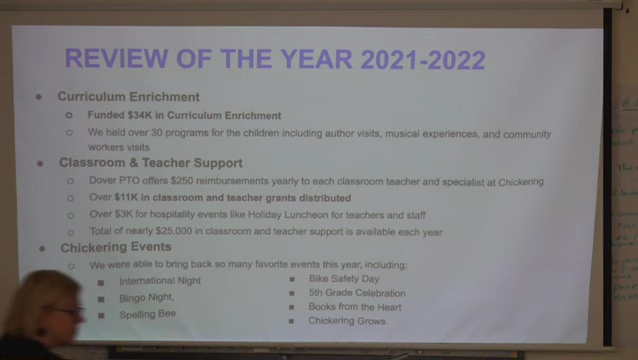 REVIEW OF THE YEAR 2021-2022
Curriculum Enrichment
Funded $34K in Curriculum Enrichment
We held over 30 programs for the children including author visits, musical experiences, and community
workers visits
Classroom & Teacher Support
Dover PTO offers $250 reimbursements yearly to each classroom teacher and specialist at Chickering
Over $11K in classroom and teacher grants distributed
Over $3K for hospitality events like Holiday Luncheon for teachers and staff
Total of nearly $25,000 in classroom and teacher support is available each year
Chickering Events
We were able to bring back so many favorite events this year, including:
International Night
Bingo Night,
Spelling Bee
Bike Safety Day
5th Grade Celebration
Books from the Heart
Chickering Grows.